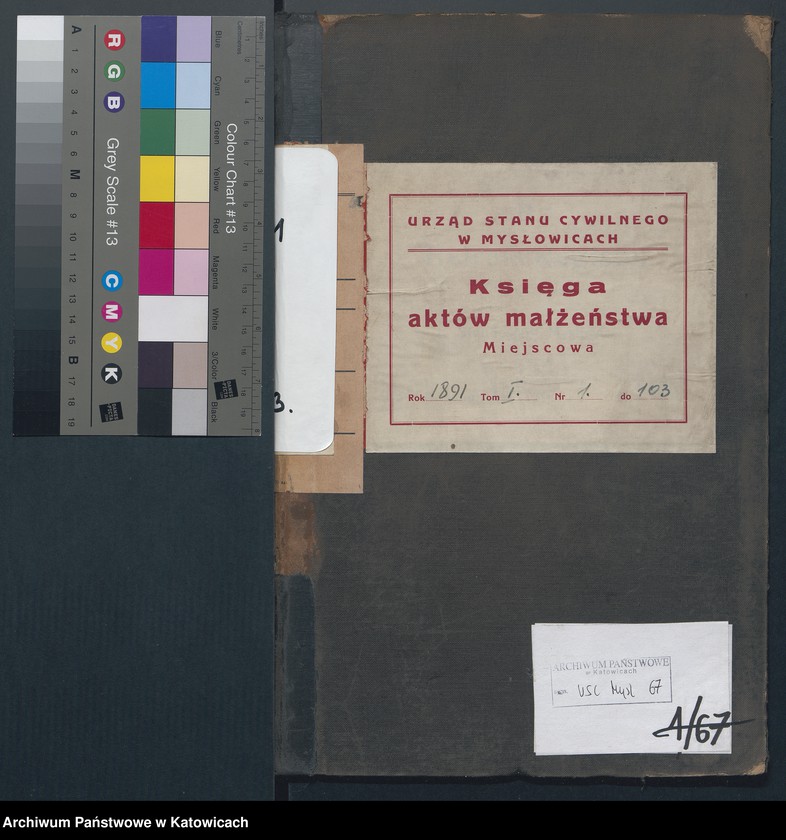 URZĄD STANU CYWILNEGO
W MYSŁOWICACH
Księga
aktów małżeństwa
Miejscowa
Rok 1891 Tom I. Nr 1. do 103
ARCHIWUM PAŃSTWOWE
w Katowicach
USC Mysł 67
1/67
R G B
Grey Scale #13
C M Y K
A 1 2 3 4 5 6 M 8 9 10 11 12 13 14 15 B 17 18 19
Colour Chart #13
Blue
Cyan
Green
Yellow
Red
Magenta
White
3/Color
Black
Centimetres
Archiwum Państwowe w Katowicach